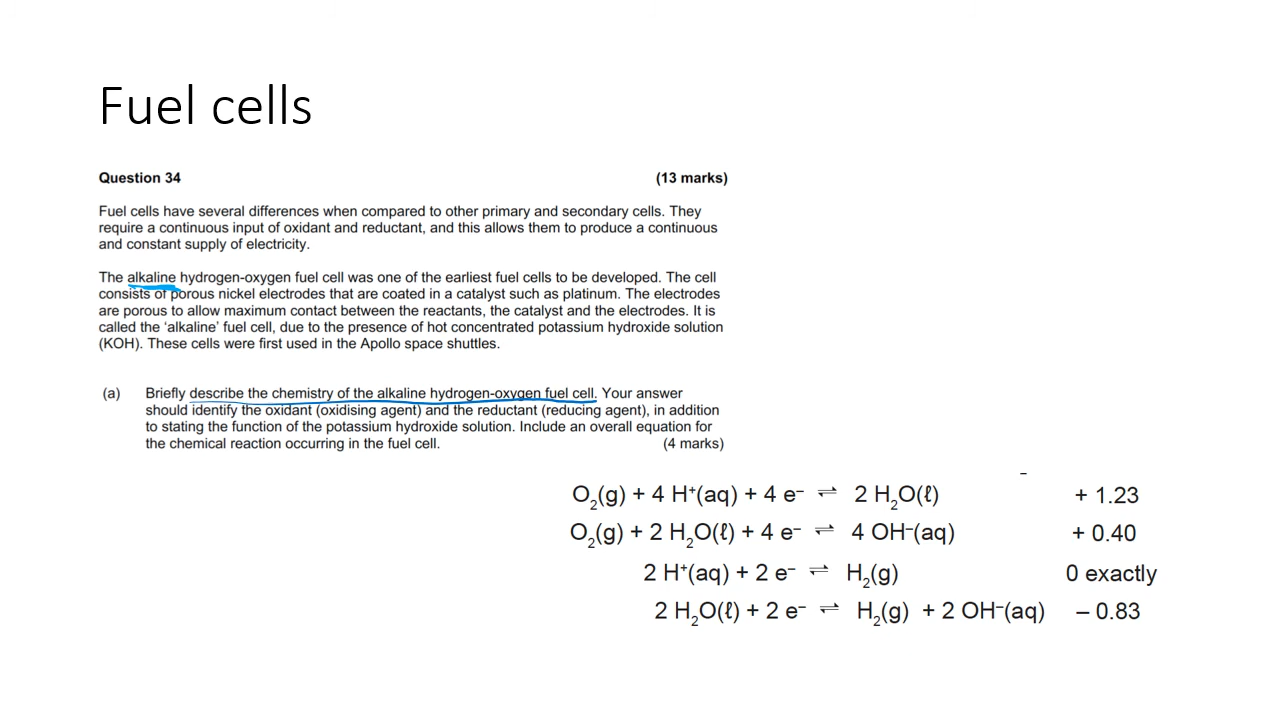 Fuel cells
Question 34 (13 marks)
Fuel cells have several differences when compared to other primary and secondary cells. They
require a continuous input of oxidant and reductant, and this allows them to produce a continuous
and constant supply of electricity.
The alkaline hydrogen-oxygen fuel cell was one of the earliest fuel cells to be developed. The cell
consists of porous nickel electrodes that are coated in a catalyst such as platinum. The electrodes
are porous to allow maximum contact between the reactants, the catalyst and the electrodes. It is
called the ‘alkaline’ fuel cell, due to the presence of hot concentrated potassium hydroxide solution
(KOH). These cells were first used in the Apollo space shuttles.
(a) Briefly describe the chemistry of the alkaline hydrogen-oxygen fuel cell. Your answer
should identify the oxidant (oxidising agent) and the reductant (reducing agent), in addition
to stating the function of the potassium hydroxide solution. Include an overall equation for
the chemical reaction occurring in the fuel cell. (4 marks)
O₂(g) + 4 H⁺(aq) + 4 e⁻ ⇌ 2 H₂O(ℓ) + 1.23
O₂(g) + 2 H₂O(ℓ) + 4 e⁻ ⇌ 4 OH⁻(aq) + 0.40
2 H⁺(aq) + 2 e⁻ ⇌ H₂(g) 0 exactly
2 H₂O(ℓ) + 2 e⁻ ⇌ H₂(g) + 2 OH⁻(aq) – 0.83